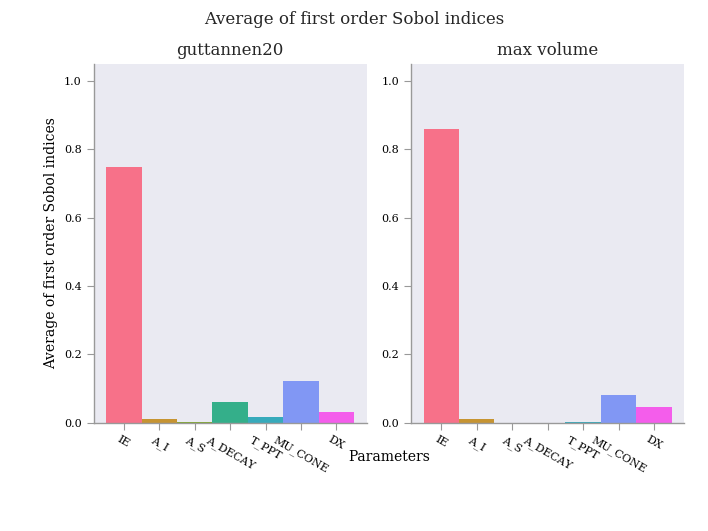 Average of first order Sobol indices
guttannen20
max volume
Average of first order Sobol indices
1.0
0.8
0.6
0.4
0.2
0.0
IE
A_I
A_S
A_DECAY
T_PPT
MU_CONE
DX
1.0
0.8
0.6
0.4
0.2
0.0
IE
A_I
A_S
A_DECAY
T_PPT
MU_CONE
DX
Parameters